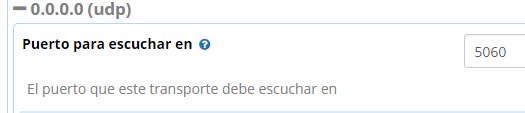 0.0.0.0 (udp)
Puerto para escuchar en
5060
El puerto que este transporte debe escuchar en